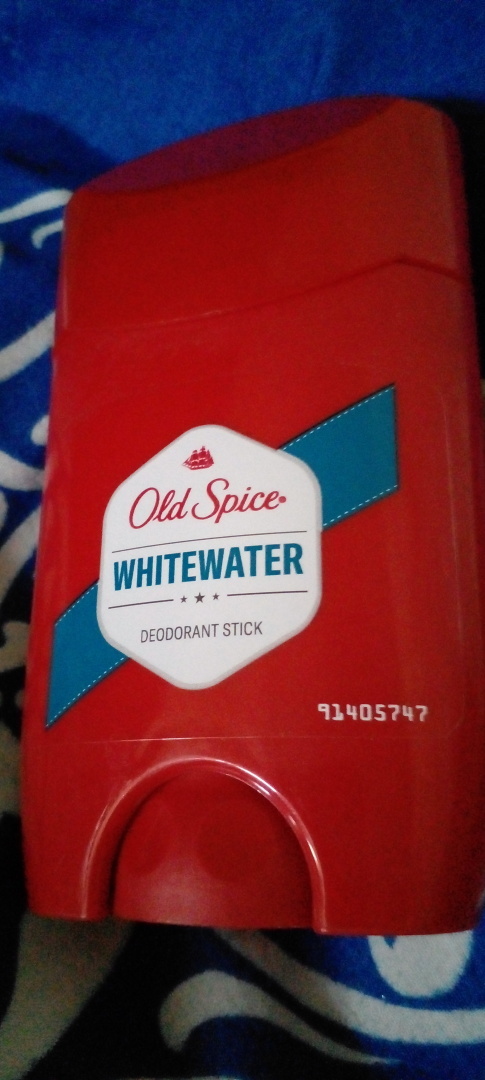 Old Spice
WHITEWATER
DEODORANT STICK
91405747